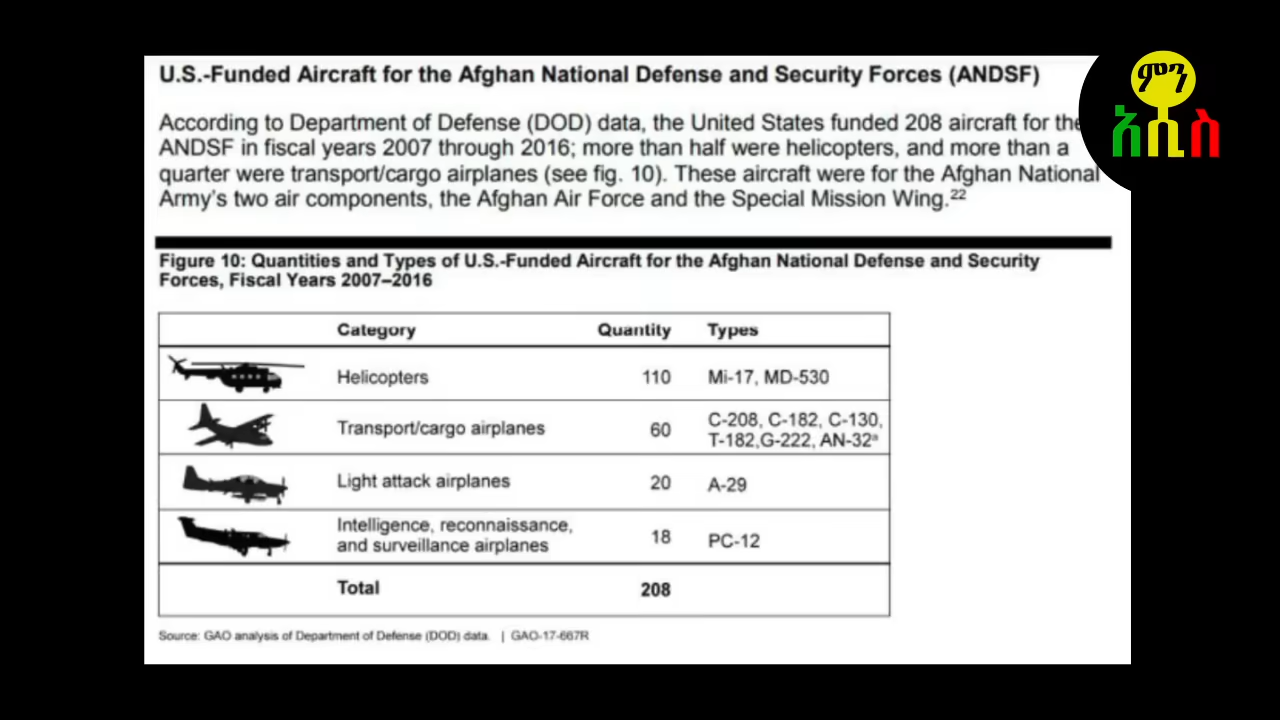 U.S.-Funded Aircraft for the Afghan National Defense and Security Forces (ANDSF)
According to Department of Defense (DOD) data, the United States funded 208 aircraft for the
ANDSF in fiscal years 2007 through 2016; more than half were helicopters, and more than a
quarter were transport/cargo airplanes (see fig. 10). These aircraft were for the Afghan National
Army's two air components, the Afghan Air Force and the Special Mission Wing.²²
Figure 10: Quantities and Types of U.S.-Funded Aircraft for the Afghan National Defense and Security
Forces, Fiscal Years 2007–2016
Category Quantity Types
Helicopters 110 Mi-17, MD-530
Transport/cargo airplanes 60 C-208, C-182, C-130,
T-182,G-222, AN-32ª
Light attack airplanes 20 A-29
Intelligence, reconnaissance,
and surveillance airplanes 18 PC-12
Total 208
Source: GAO analysis of Department of Defense (DOD) data. | GAO-17-667R
ምን
አዲስ